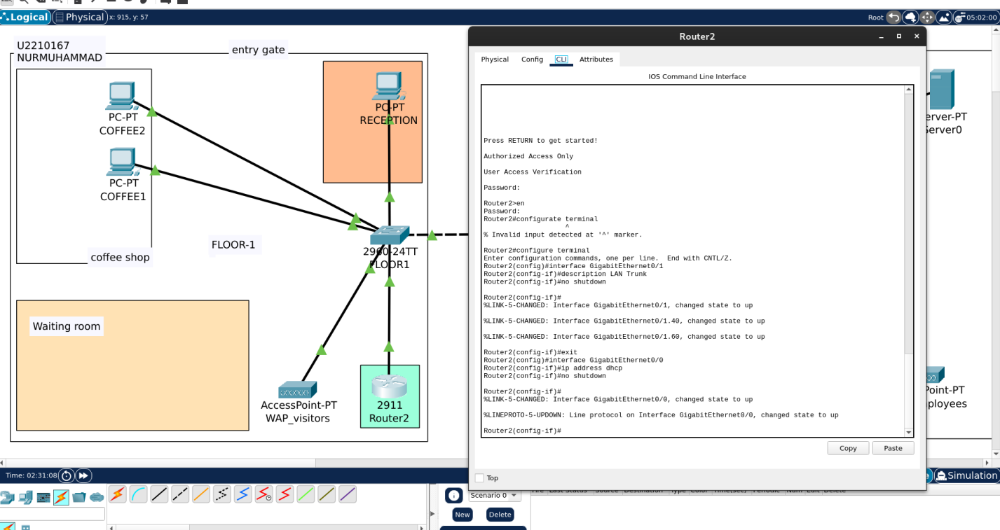 Logical
Physical
x: 915, y: 57
Root
05:02:00
U2210167
NURMUHAMMAD
entry gate
PC-PT
COFFEE2
PC-PT
COFFEE1
PC-PT
RECEPTION
FLOOR-1
coffee shop
2960-24TT
FLOOR1
Waiting room
AccessPoint-PT
WAP_visitors
2911
Router2
Router2
Physical
Config
CLI
Attributes
IOS Command Line Interface
Press RETURN to get started!
Authorized Access Only
User Access Verification
Password:
Router2>en
Password:
Router2#configurate terminal
^
% Invalid input detected at '^' marker.
Router2#configure terminal
Enter configuration commands, one per line.  End with CNTL/Z.
Router2(config)#interface GigabitEthernet0/1
Router2(config-if)#description LAN Trunk
Router2(config-if)#no shutdown
Router2(config-if)#
%LINK-5-CHANGED: Interface GigabitEthernet0/1, changed state to up
%LINK-5-CHANGED: Interface GigabitEthernet0/1.40, changed state to up
%LINK-5-CHANGED: Interface GigabitEthernet0/1.60, changed state to up
Router2(config-if)#exit
Router2(config)#interface GigabitEthernet0/0
Router2(config-if)#ip address dhcp
Router2(config-if)#no shutdown
Router2(config-if)#
%LINK-5-CHANGED: Interface GigabitEthernet0/0, changed state to up
%LINEPROTO-5-UPDOWN: Line protocol on Interface GigabitEthernet0/0, changed state to up
Router2(config-if)#
Copy
Paste
Top
erver-PT
Server0
Point-PT
ployees
Time: 02:31:08
Simulation
Scenario 0
New
Delete
Fire Last Status Source Destination Type Color Time(sec) Periodic Num Edit Delete